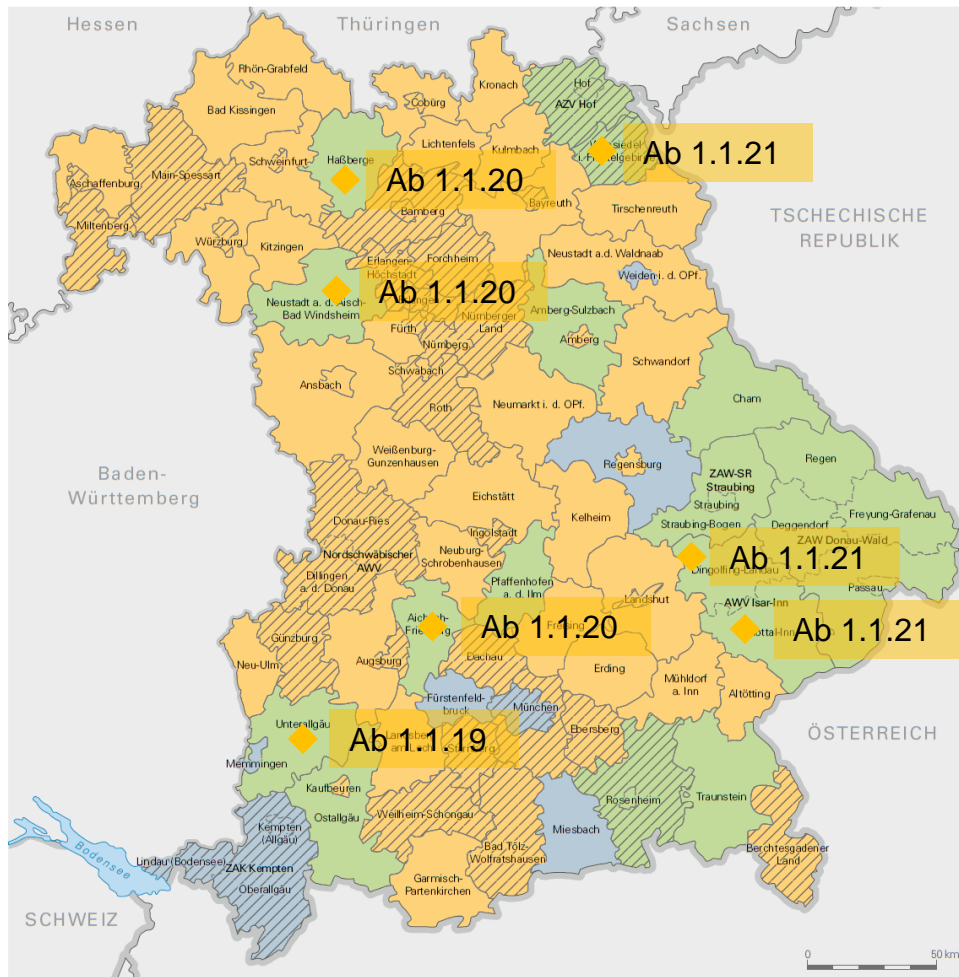 Hessen
Thüringen
Sachsen
Rhön-Grabfeld
Kronach
Coburg
Hof
AZV Hof
Bad Kissingen
Lichtenfels
Kulmbach
Haßberge
Ab 1.1.21
Schweinfurt
Main-Spessart
Aschaffenburg
Ab 1.1.20
Bayreuth
Tirschenreuth
Bamberg
Miltenberg
TSCHECHISCHE
REPUBLIK
Würzburg
Kitzingen
Forchheim
Neustadt a.d. Waldnaab
Erlangen-
Höchstadt
Weiden i. d. OPf.
Ab 1.1.20
Neustadt a. d. Aisch-
Bad Windsheim
Amberg-Sulzbach
Nürnberger
Land
Fürth
Nürnberg
Amberg
Schwandorf
Schwabach
Ansbach
Roth
Neumarkt i. d. OPf.
Cham
Weißenburg-
Gunzenhausen
Regensburg
Regen
Baden-
Württemberg
ZAW-SR
Straubing
Straubing
Eichstätt
Freyung-Grafenau
Donau-Ries
Kelheim
Straubing-Bogen
Deggendorf
Ingolstadt
ZAW Donau-Wald
Nordschwäbischer
AWV
Neuburg-
Schrobenhausen
Ab 1.1.21
Dingolfing-Landau
Dillingen
a. d. Donau
Pfaffenhofen
a. d. Ilm
Passau
Landshut
AWV Isar-Inn
Ab 1.1.20
Freising
Ab 1.1.21
Günzburg
Dachau
Augsburg
Erding
Neu-Ulm
Mühldorf
a. Inn
Altötting
Fürstenfeld-
bruck
München
Unterallgäu
Ebersberg
ÖSTERREICH
Ab 1.1.19
Starnberg
Memmingen
Kaufbeuren
Ostallgäu
Rosenheim
Traunstein
Weilheim-Schongau
Kempten
(Allgäu)
Miesbach
Bad Tölz-
Wolfratshausen
Berchtesgadener
Land
Bodensee
Lindau (Bodensee)
ZAK Kempten
Oberallgäu
Garmisch-
Partenkirchen
SCHWEIZ
0
50 km